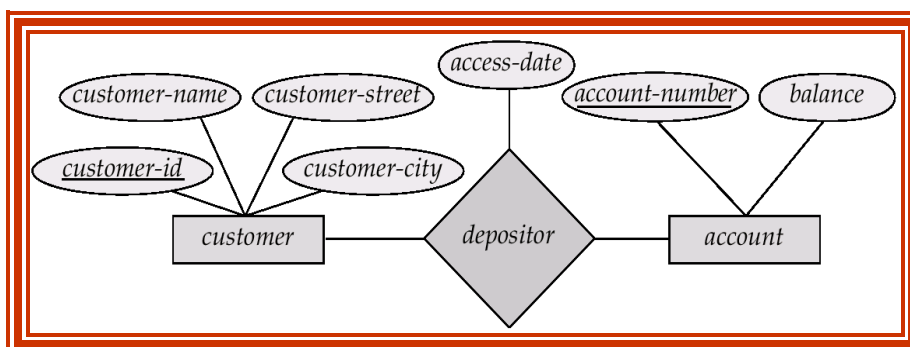 access-date
customer-name
customer-street
account-number
balance
customer-id
customer-city
customer
depositor
account